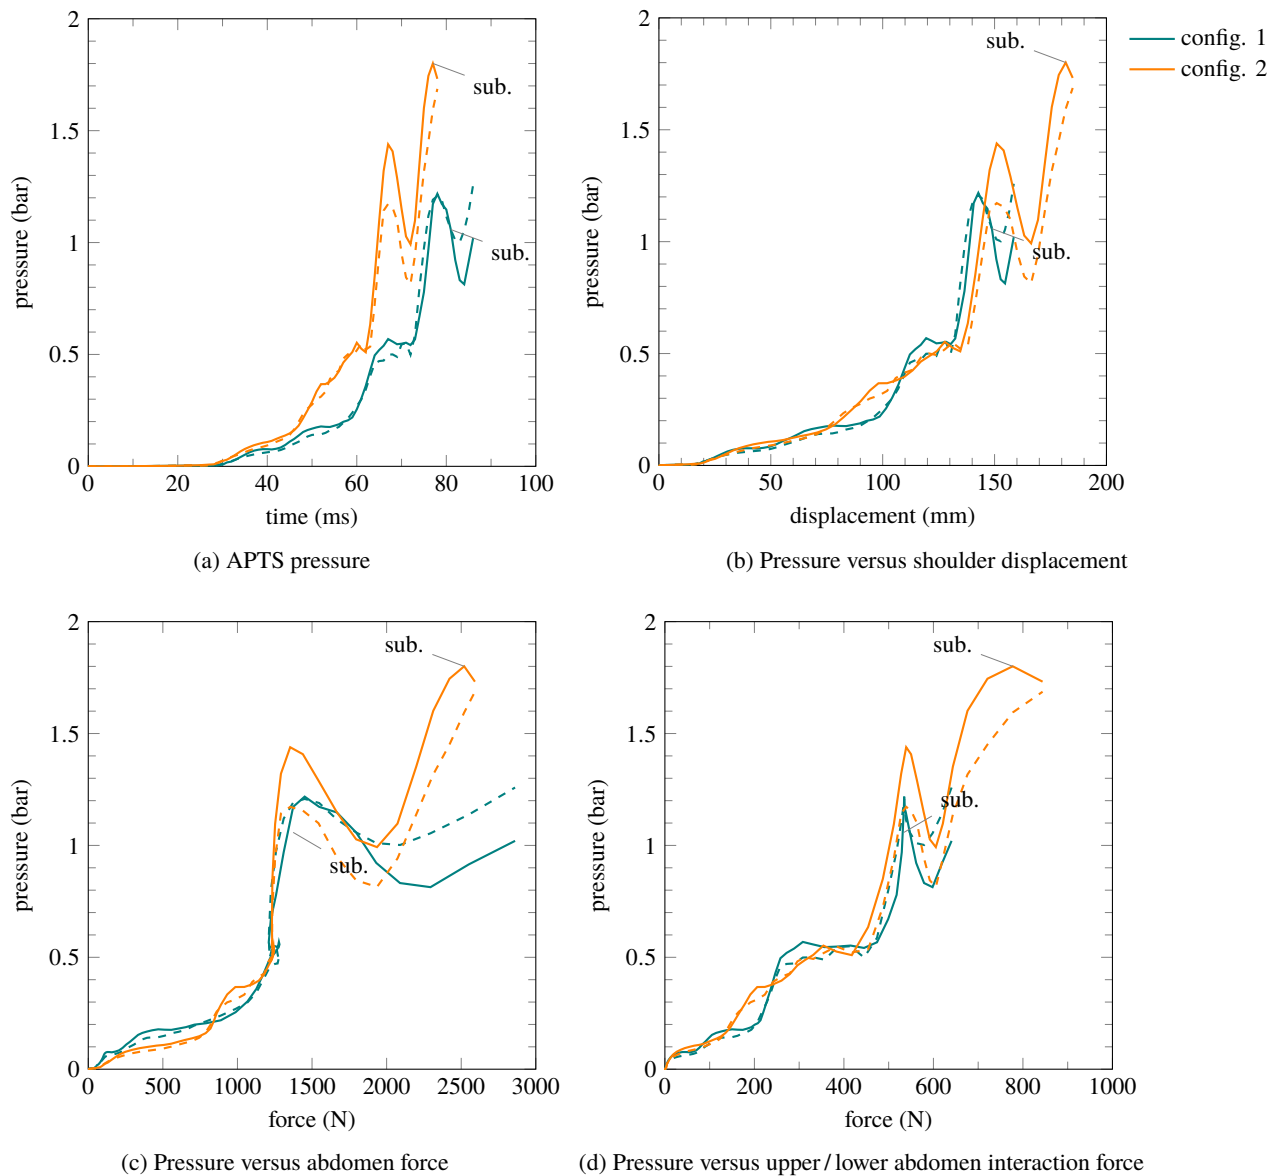 config. 1
config. 2
2
1.5
1
0.5
0
0 20 40 60 80 100
pressure (bar)
time (ms)
sub.
sub.
(a) APTS pressure
2
1.5
1
0.5
0
0 50 100 150 200
pressure (bar)
displacement (mm)
sub.
sub.
(b) Pressure versus shoulder displacement
2
1.5
1
0.5
0
0 500 1000 1500 2000 2500 3000
pressure (bar)
force (N)
sub.
sub.
(c) Pressure versus abdomen force
2
1.5
1
0.5
0
0 200 400 600 800 1000
pressure (bar)
force (N)
sub.
sub.
(d) Pressure versus upper / lower abdomen interaction force